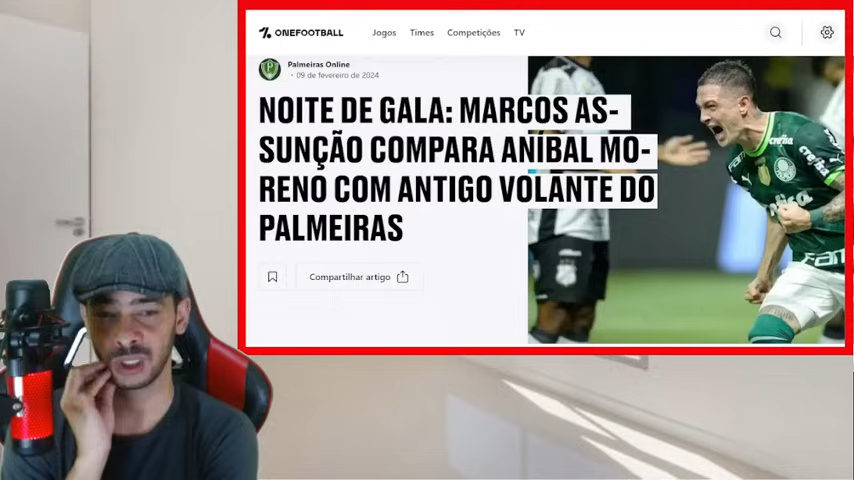 ONEFOOTBALL
Jogos Times Competições TV
Palmeiras Online
· 09 de fevereiro de 2024
NOITE DE GALA: MARCOS AS-
SUNÇÃO COMPARA ANIBAL MO-
RENO COM ANTIGO VOLANTE DO
PALMEIRAS
Compartilhar artigo